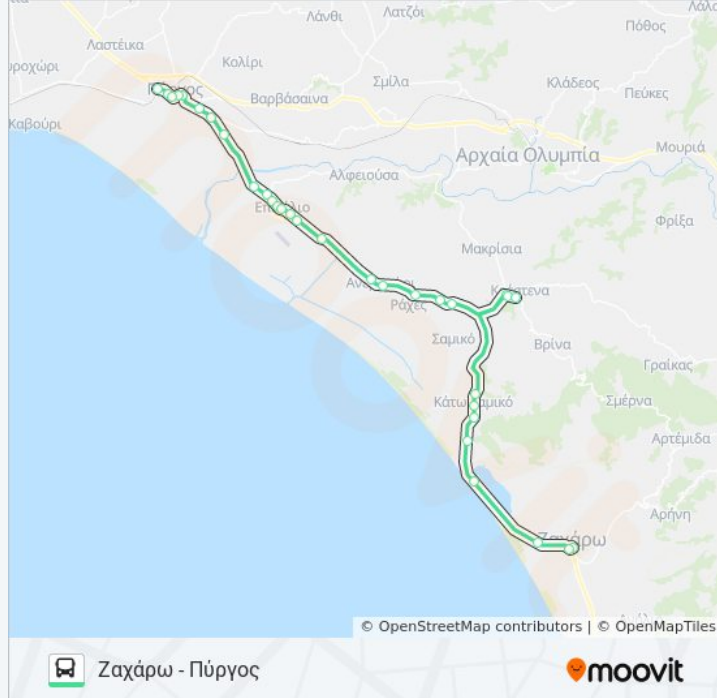 Λάνθι
Λατζόι
Πόθος
Λαστέικα
Κολίρι
Σμίλα
Κλάδεος
Πεύκες
Βαρβάσαινα
Καβούρι
Αρχαία Ολυμπία
Μουριά
Αλφειούσα
Φρίξα
Μακρίσια
Ράχες
Σαμικό
Βρίνα
Γραίκας
Σμέρνα
Αρτέμιδα
Αρήνη
Ζαχάρω
© OpenStreetMap contributors | © OpenMapTiles
Ζαχάρω - Πύργος
moovit